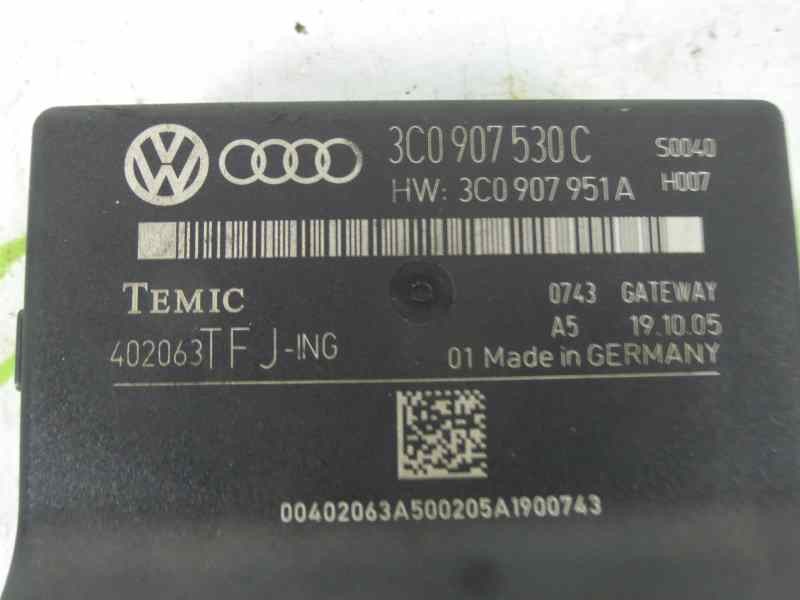 3C0 907 530 C S0040
HW: 3C0 907 951 A H007
TEMIC 0743 GATEWAY
A5 19.10.05
402063TFJ-ING 01 Made in GERMANY
00402063A500205A1900743